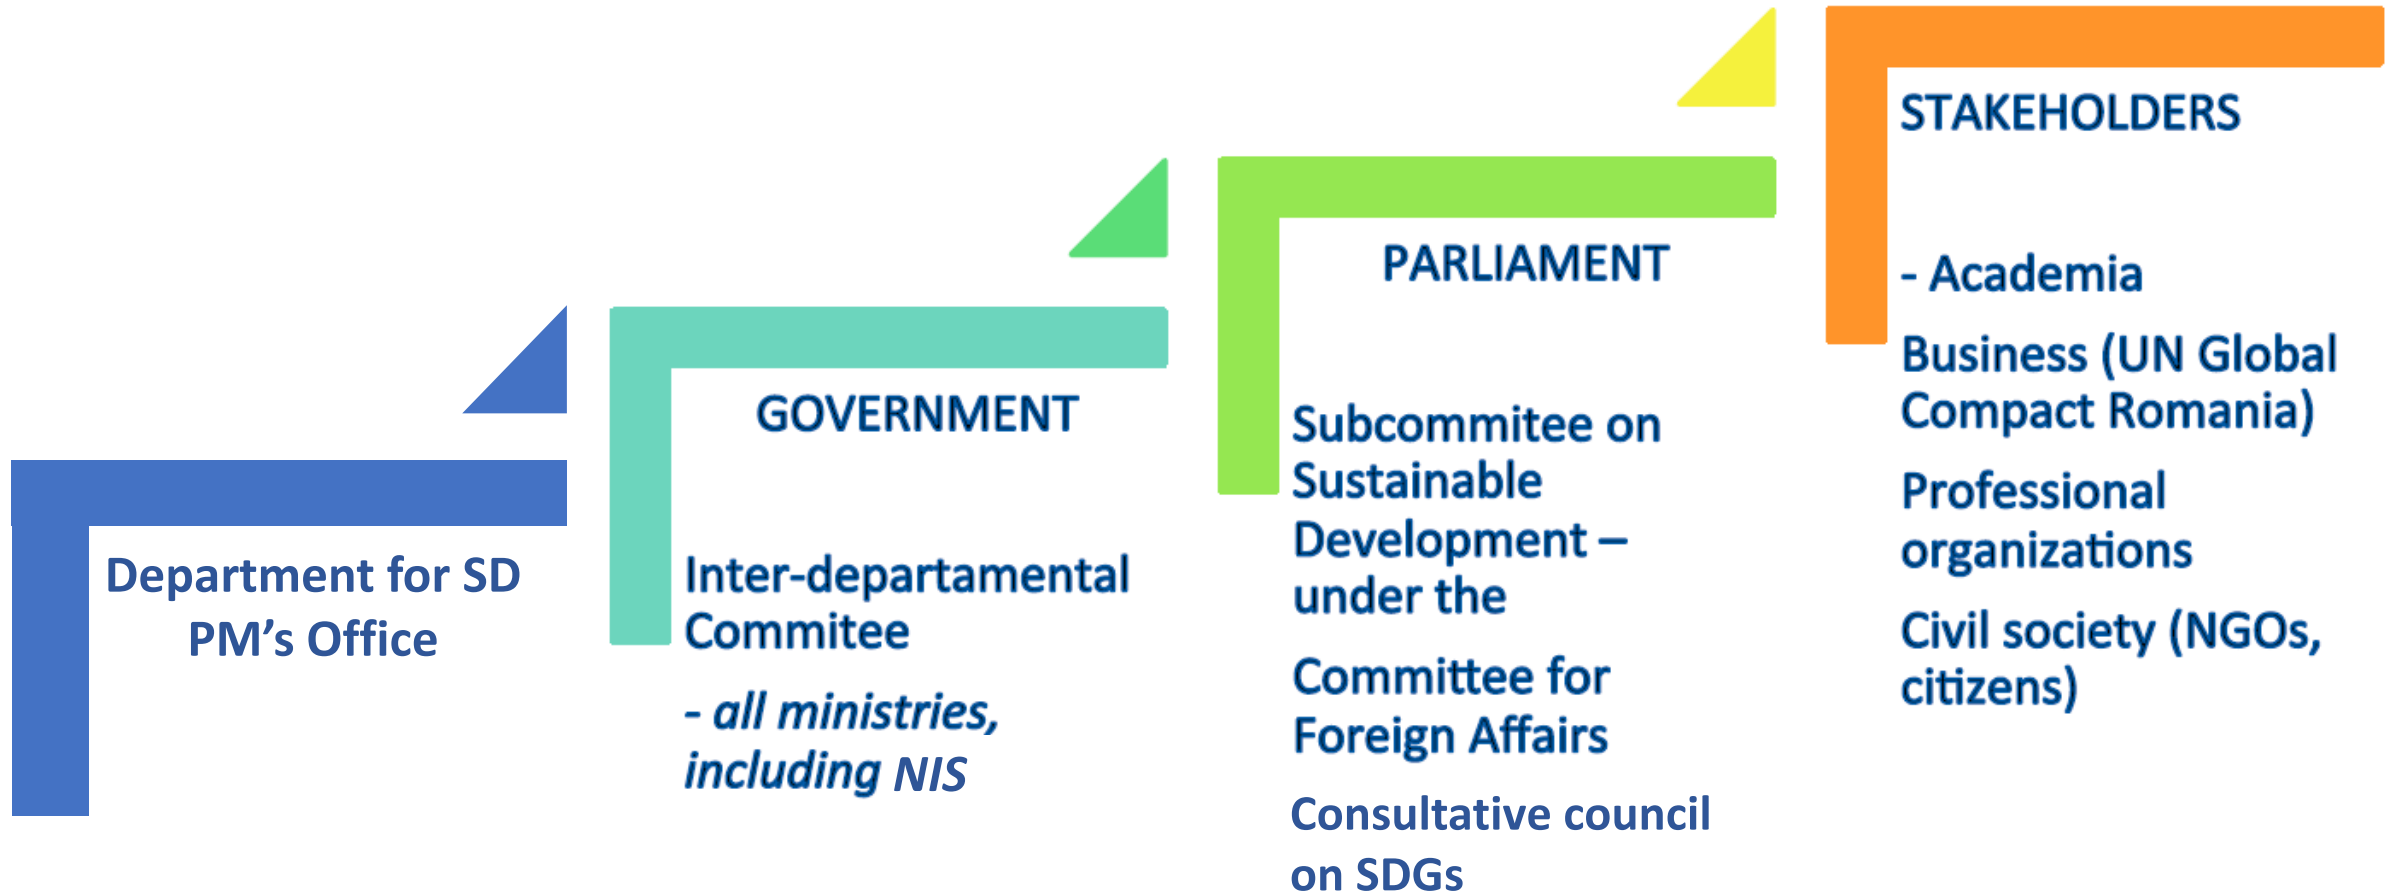 Department for SD
PM’s Office
GOVERNMENT
Inter-departamental
Commitee
- all ministries,
including NIS
PARLIAMENT
Subcommitee on
Sustainable
Development –
under the
Committee for
Foreign Affairs
Consultative council
on SDGs
STAKEHOLDERS
- Academia
Business (UN Global
Compact Romania)
Professional
organizations
Civil society (NGOs,
citizens)